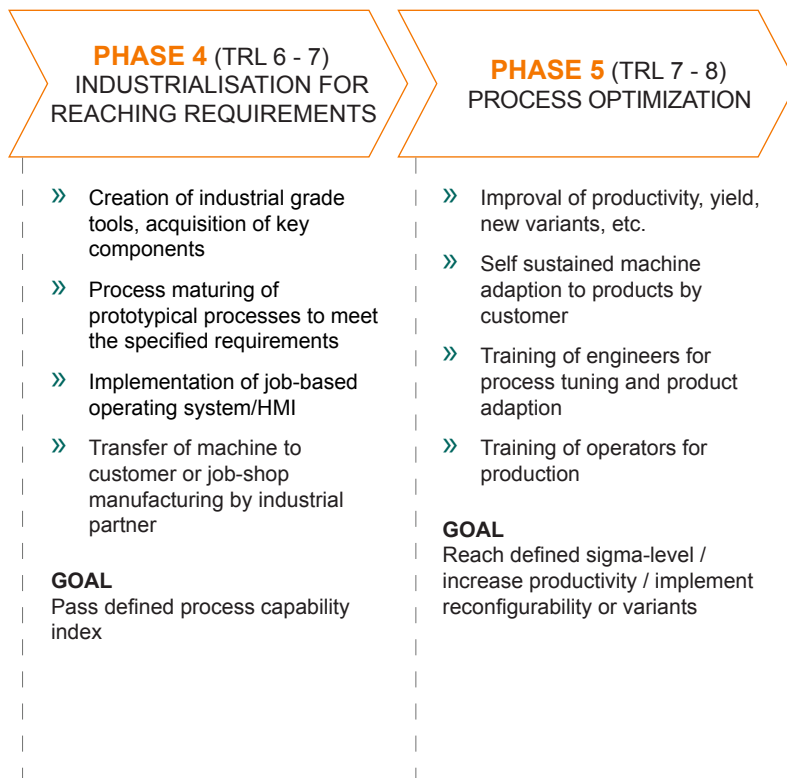 PHASE 4 (TRL 6 - 7)
INDUSTRIALISATION FOR
REACHING REQUIREMENTS
» Creation of industrial grade
tools, acquisition of key
components
» Process maturing of
prototypical processes to meet
the specified requirements
» Implementation of job-based
operating system/HMI
» Transfer of machine to
customer or job-shop
manufacturing by industrial
partner
GOAL
Pass defined process capability
index
PHASE 5 (TRL 7 - 8)
PROCESS OPTIMIZATION
» Improval of productivity, yield,
new variants, etc.
» Self sustained machine
adaption to products by
customer
» Training of engineers for
process tuning and product
adaption
» Training of operators for
production
GOAL
Reach defined sigma-level /
increase productivity / implement
reconfigurability or variants